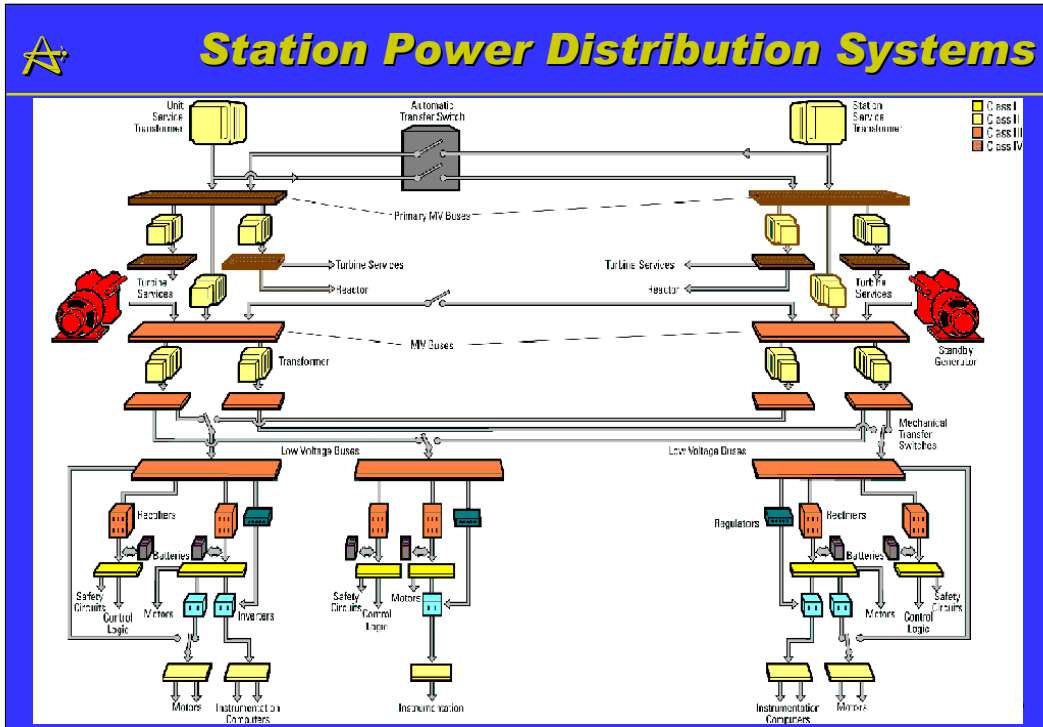 Station Power Distribution Systems
Unit
Service
Transformer
Automatic
Transfer Switch
Station
Service
Transformer
Class I
Class II
Class III
Class IV
Primary MV Buses
Turbine Services
Turbine Services
Reactor
Reactor
Turbine
Services
Turbine
Services
MV Buses
Transformer
Standby
Generator
Mechanical
Transfer
Switches
Low Voltage Buses
Low Voltage Buses
Rectifiers
Regulators
Rectifiers
Batteries
Batteries
Safety
Circuits
Control
Logic
Motors
Inverters
Safety
Circuits
Control
Logic
Motors
Motors
Control
Logic
Safety
Circuits
Motors
Instrumentation
Computers
Instrumentation
Instrumentation
Computers
Motors